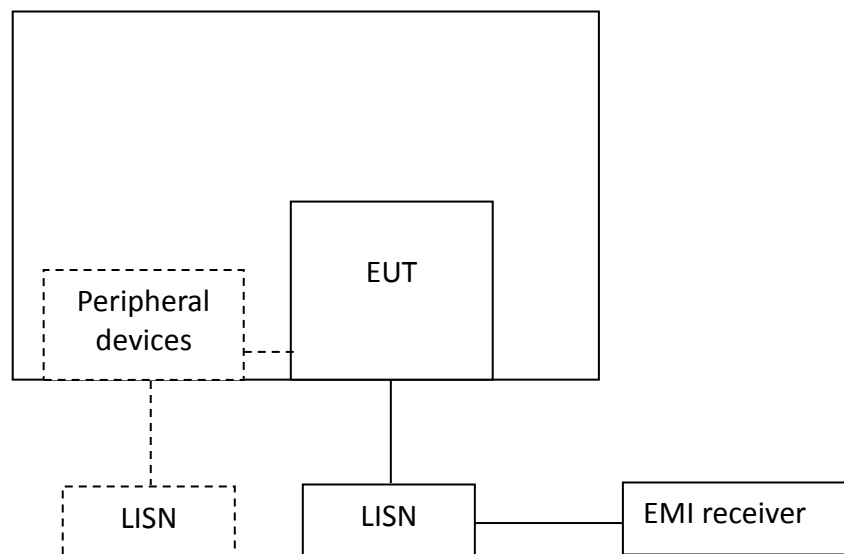 EUT
Peripheral
devices
LISN
LISN
EMI receiver